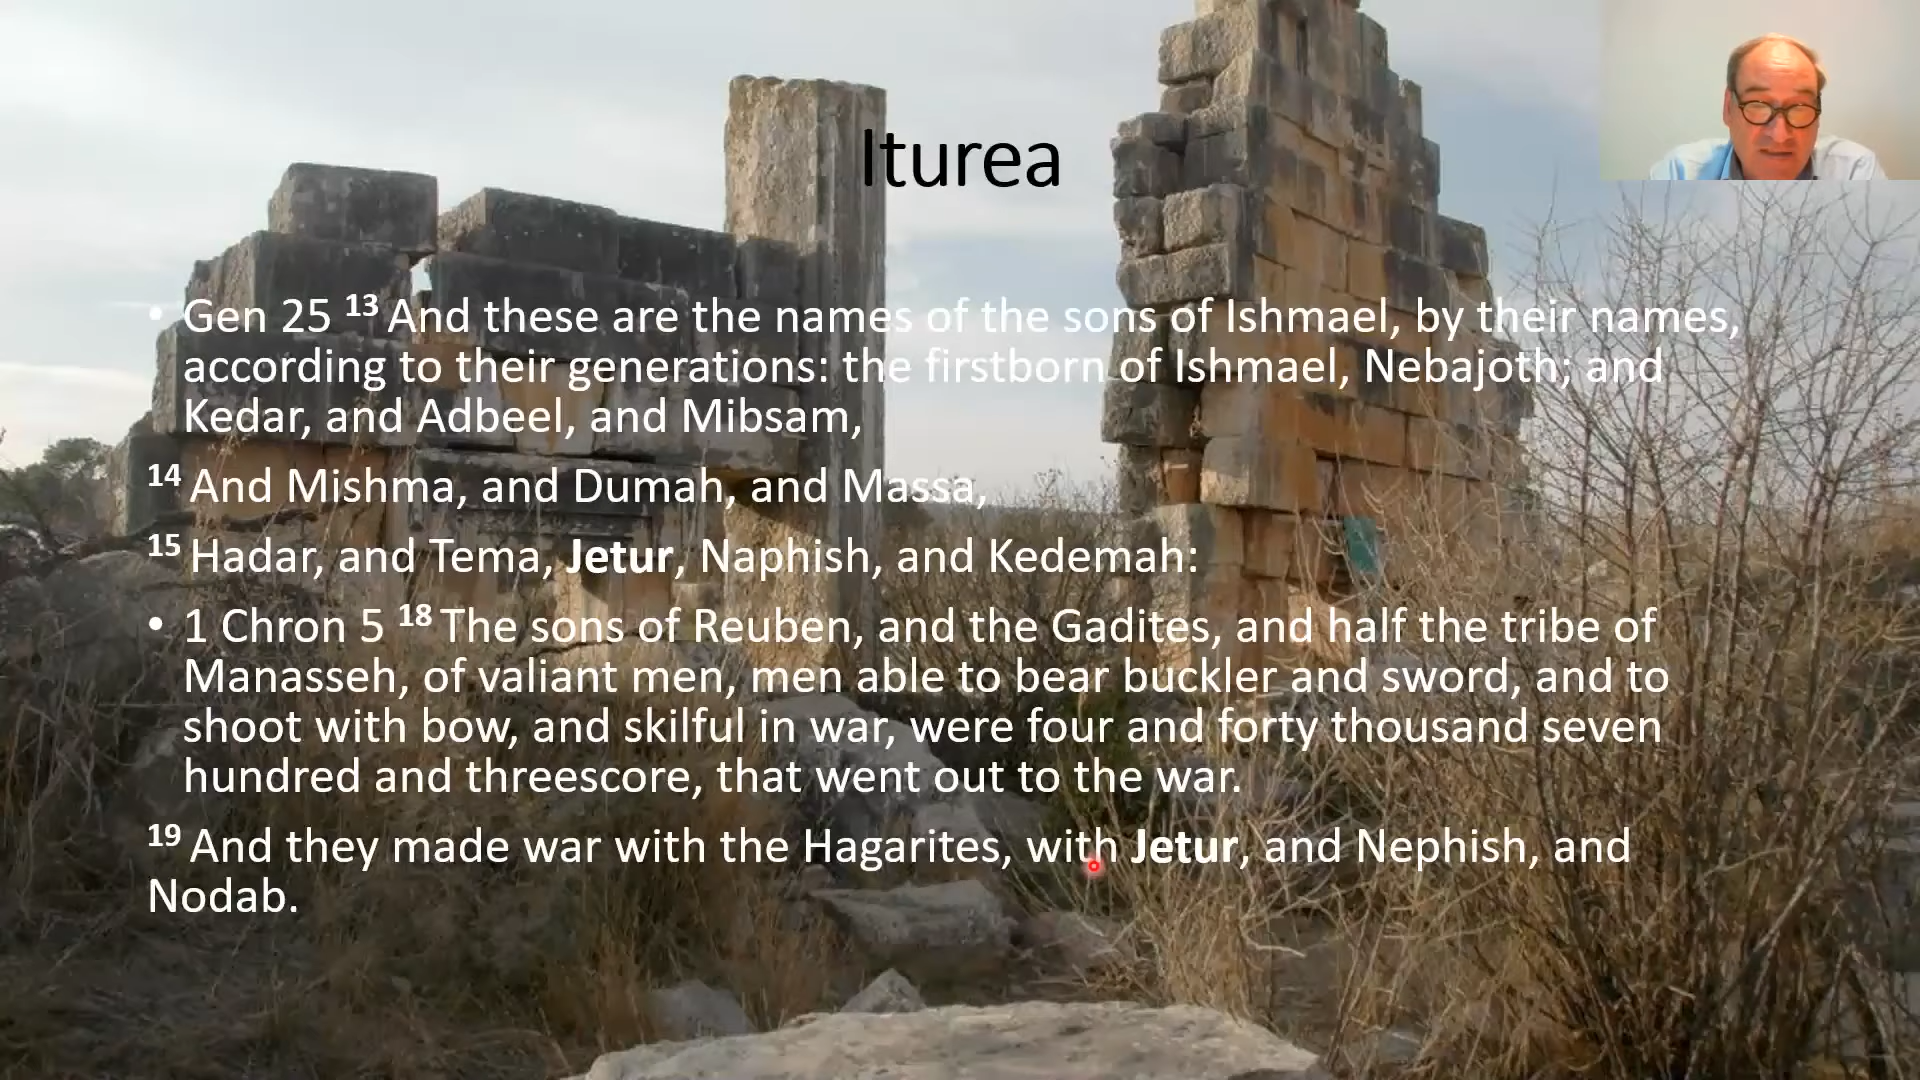 Iturea
• Gen 25 13 And these are the names of the sons of Ishmael, by their names,
according to their generations: the firstborn of Ishmael, Nebajoth; and
Kedar, and Adbeel, and Mibsam,
14 And Mishma, and Dumah, and Massa,
15 Hadar, and Tema, Jetur, Naphish, and Kedemah:
• 1 Chron 5 18 The sons of Reuben, and the Gadites, and half the tribe of
Manasseh, of valiant men, men able to bear buckler and sword, and to
shoot with bow, and skilful in war, were four and forty thousand seven
hundred and threescore, that went out to the war.
19 And they made war with the Hagarites, with Jetur, and Nephish, and
Nodab.